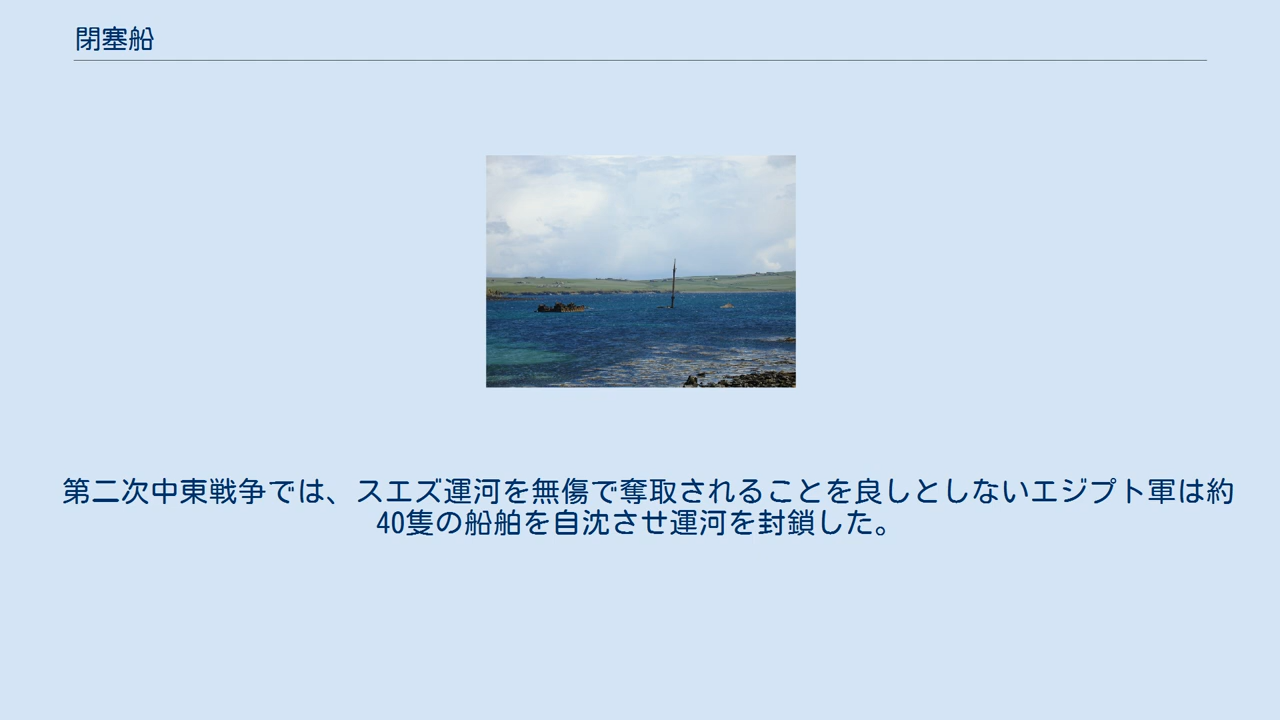 閉塞船
第二次中東戦争では、スエズ運河を無傷で奪取されることを良しとしないエジプト軍は約
40隻の船舶を自沈させ運河を封鎖した。